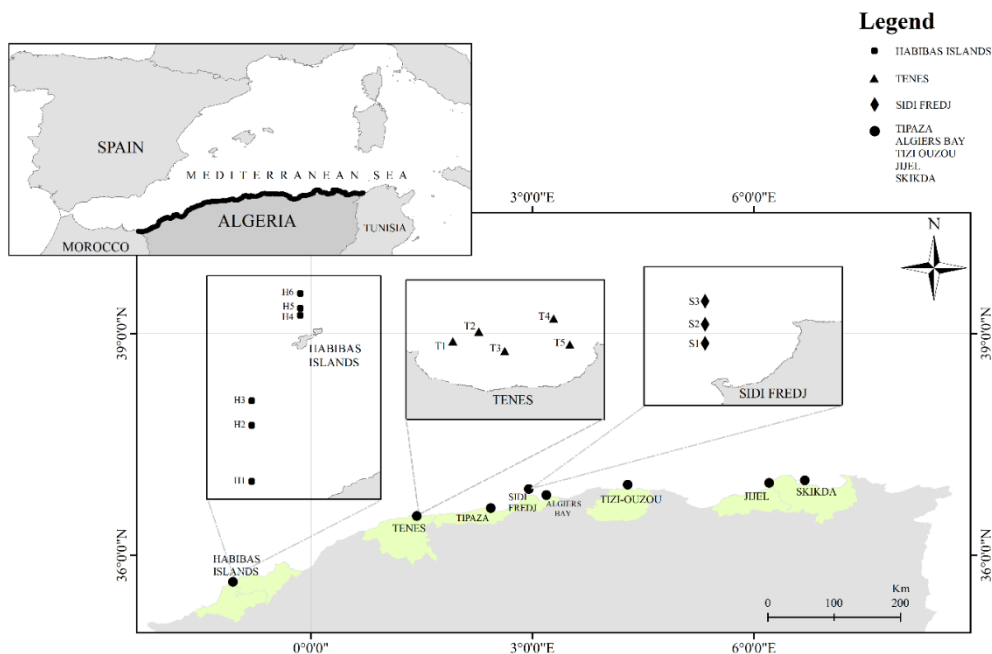 Legend
HABIBAS ISLANDS
TENES
SIDI FREDJ
TIPAZA
ALGIERS BAY
TIZI OUZOU
JIJEL
SKIKDA
SPAIN
MEDITERRANEAN SEA
ALGERIA
TUNISIA
MOROCCO
3°0'0"E
6°0'0"E
N
H6
H5
H4
HABIBAS
ISLANDS
H3
H2
H1
T4
T2
T1
T3
T5
TENES
S3
S2
S1
SIDI FREDJ
39°0'0"N
39°0'0"N
SIDI
FREDJ
ALGIERS
BAY
TIZI-OUZOU
JIJEL
SKIKDA
TIPAZA
TENES
HABIBAS
ISLANDS
36°0'0"N
36°0'0"N
Km
0 100 200
0°0'0"
3°0'0"E
6°0'0"E